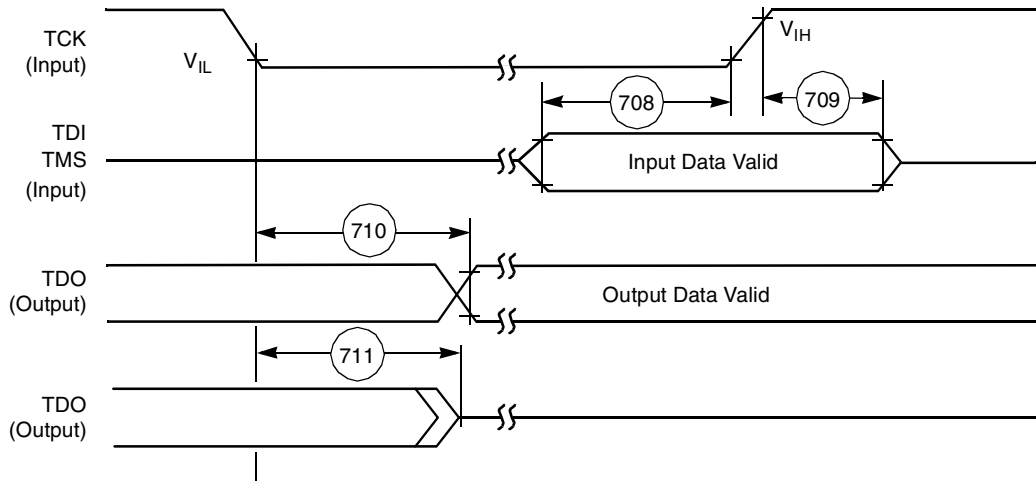 TCK
(Input)
V_IL
V_IH
708
709
TDI
TMS
(Input)
Input Data Valid
710
TDO
(Output)
Output Data Valid
711
TDO
(Output)